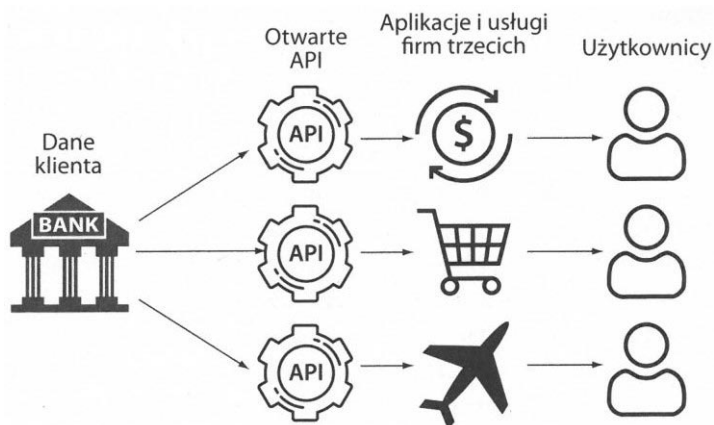 Otwarte
API
Aplikacje i usługi
firm trzecich
Użytkownicy
Dane
klienta
BANK
API
$
API
API